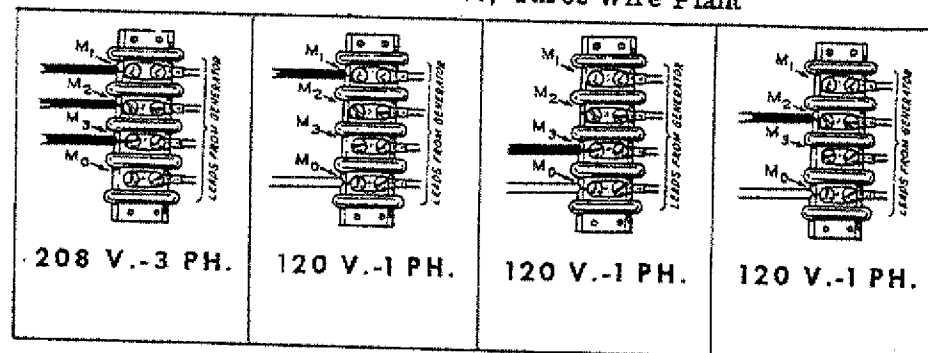 Three Wire Plant
M1
M2
M3
M0
LEADS FROM GENERATOR
208 V.-3 PH.
M1
M2
M3
M0
LEADS FROM GENERATOR
120 V.-1 PH.
M1
M2
M3
M0
LEADS FROM GENERATOR
120 V.-1 PH.
M1
M2
M3
M0
LEADS FROM GENERATOR
120 V.-1 PH.